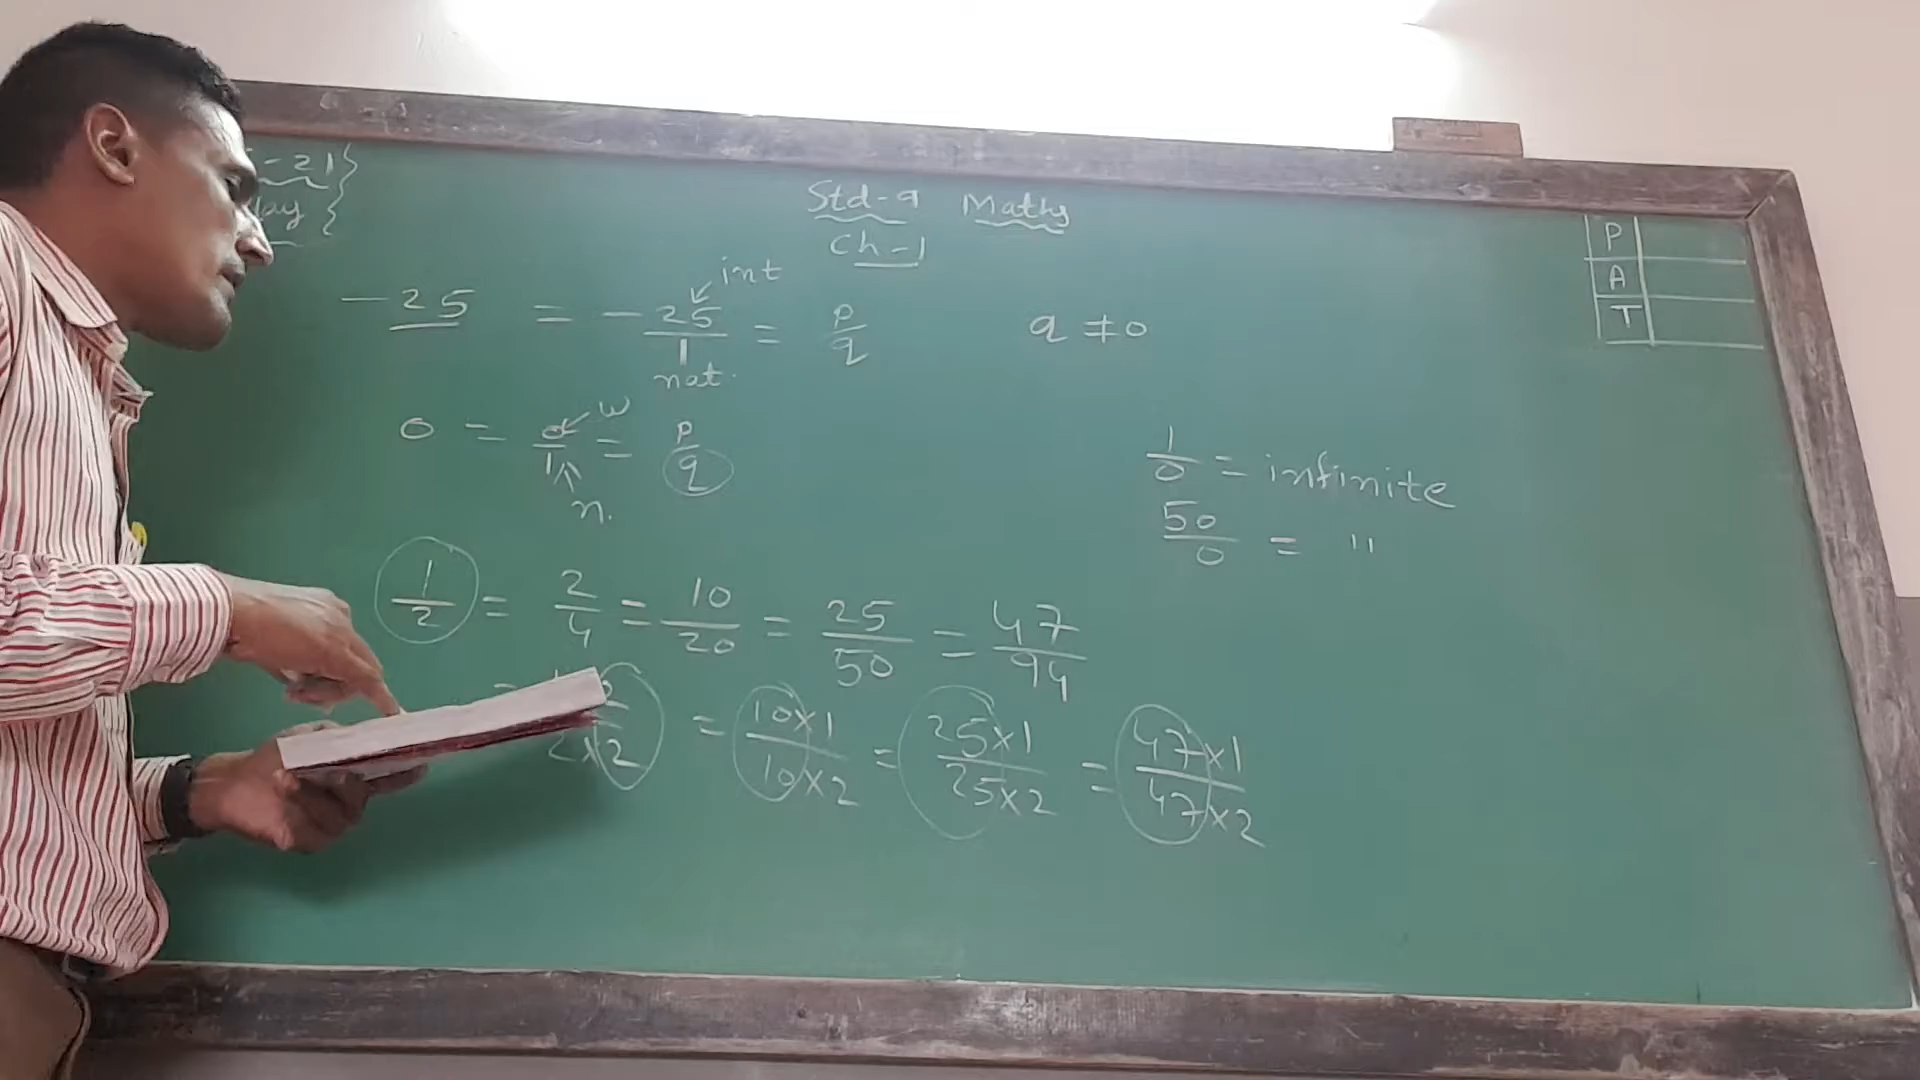 -21
day
Std-9 Maths
Ch-1
P
A
T
int
-25 = -25/1 = p/q q ≠ 0
nat.
w
0 = 0/1 = p/q
n.
1/0 = infinite
50/0 = "
1/2 = 2/4 = 10/20 = 25/50 = 47/94
= 2/2×2 = 10×1/10×2 = 25×1/25×2 = 47×1/47×2